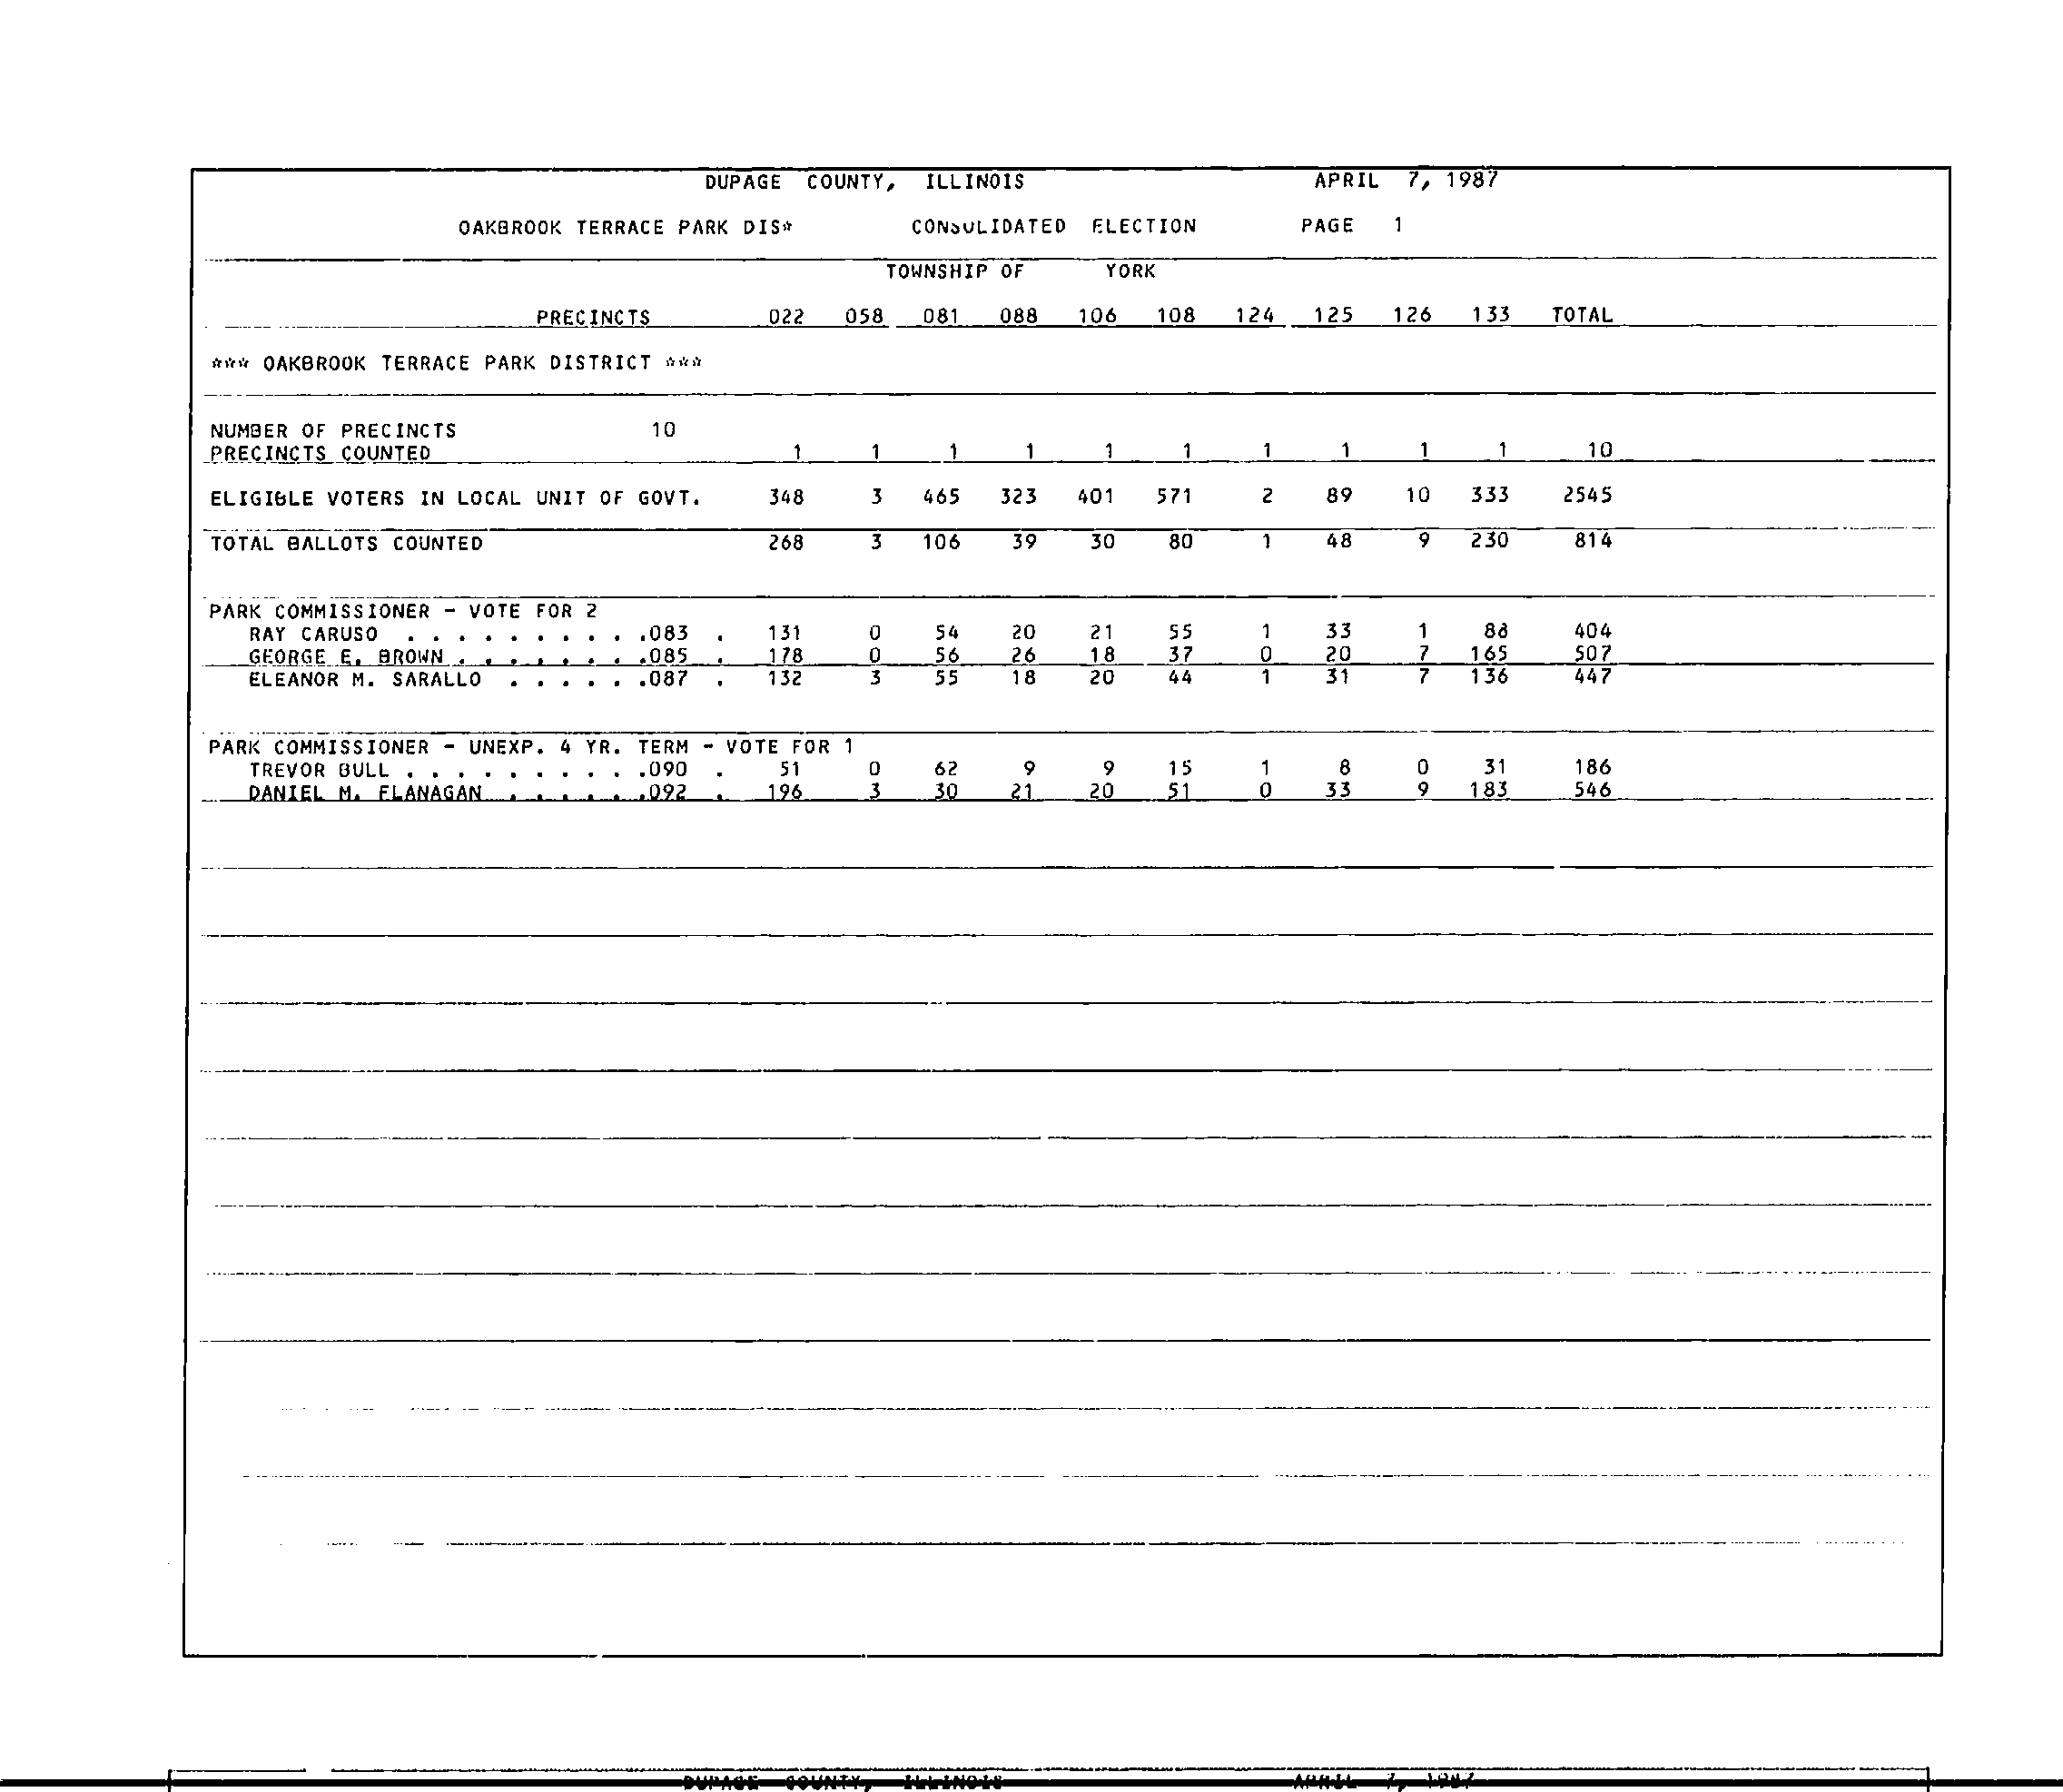 DUPAGE COUNTY, ILLINOIS APRIL 7, 1987
OAKBROOK TERRACE PARK DIS* CONSOLIDATED ELECTION PAGE 1
TOWNSHIP OF YORK
PRECINCTS 022 058 081 088 106 108 124 125 126 133 TOTAL
*** OAKBROOK TERRACE PARK DISTRICT ***
NUMBER OF PRECINCTS 10
PRECINCTS COUNTED 1 1 1 1 1 1 1 1 1 1 10
ELIGIBLE VOTERS IN LOCAL UNIT OF GOVT. 348 3 465 323 401 571 2 89 10 333 2545
TOTAL BALLOTS COUNTED 268 3 106 39 30 80 1 48 9 230 814
PARK COMMISSIONER - VOTE FOR 2
RAY CARUSO . . . . . . . . . .083 . 131 0 54 20 21 55 1 33 1 88 404
GEORGE E. BROWN . . . . . . . .085 . 178 0 56 26 18 37 0 20 7 165 507
ELEANOR M. SARALLO . . . . . .087 . 132 3 55 18 20 44 1 31 7 136 447
PARK COMMISSIONER - UNEXP. 4 YR. TERM - VOTE FOR 1
TREVOR BULL . . . . . . . . . .090 . 51 0 62 9 9 15 1 8 0 31 186
DANIEL M. FLANAGAN . . . . . .092 . 196 3 30 21 20 51 0 33 9 183 546
DUPAGE COUNTY, ILLINOIS APRIL 7, 1987